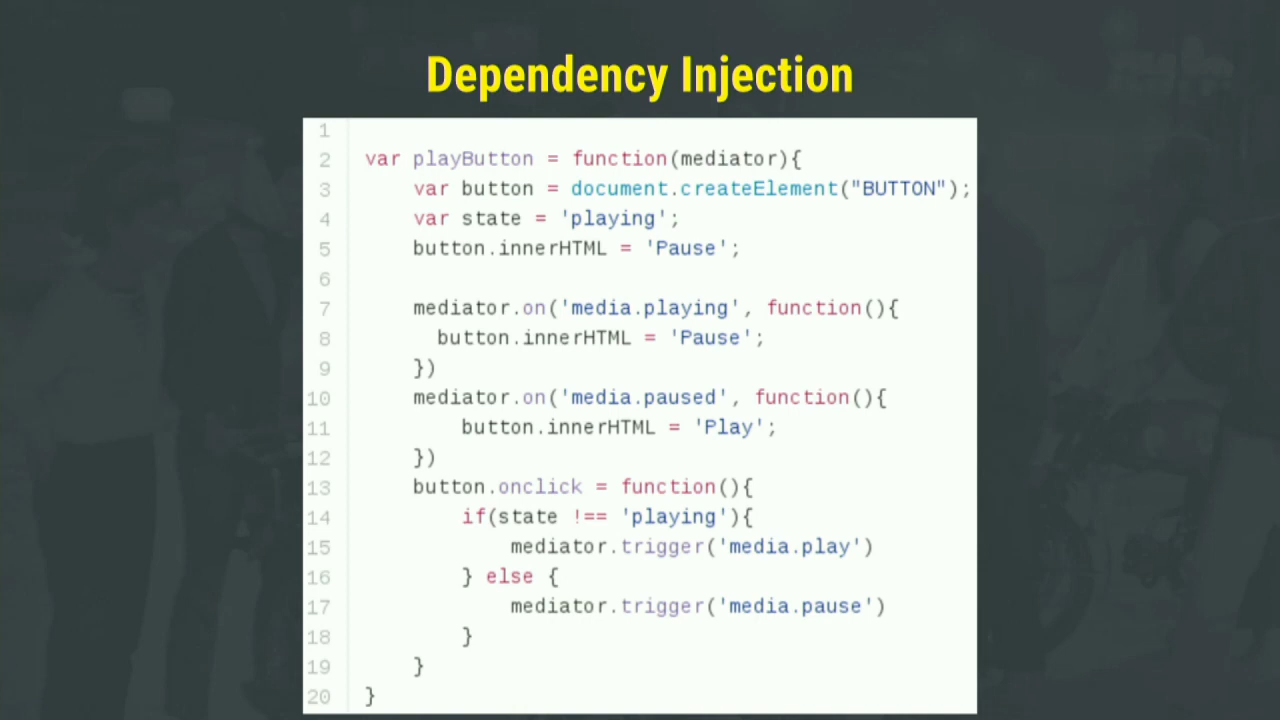 Dependency Injection
1
2 var playButton = function(mediator){
3     var button = document.createElement("BUTTON");
4     var state = 'playing';
5     button.innerHTML = 'Pause';
6
7     mediator.on('media.playing', function(){
8       button.innerHTML = 'Pause';
9     })
10     mediator.on('media.paused', function(){
11         button.innerHTML = 'Play';
12     })
13     button.onclick = function(){
14         if(state !== 'playing'){
15             mediator.trigger('media.play')
16         } else {
17             mediator.trigger('media.pause')
18         }
19     }
20 }